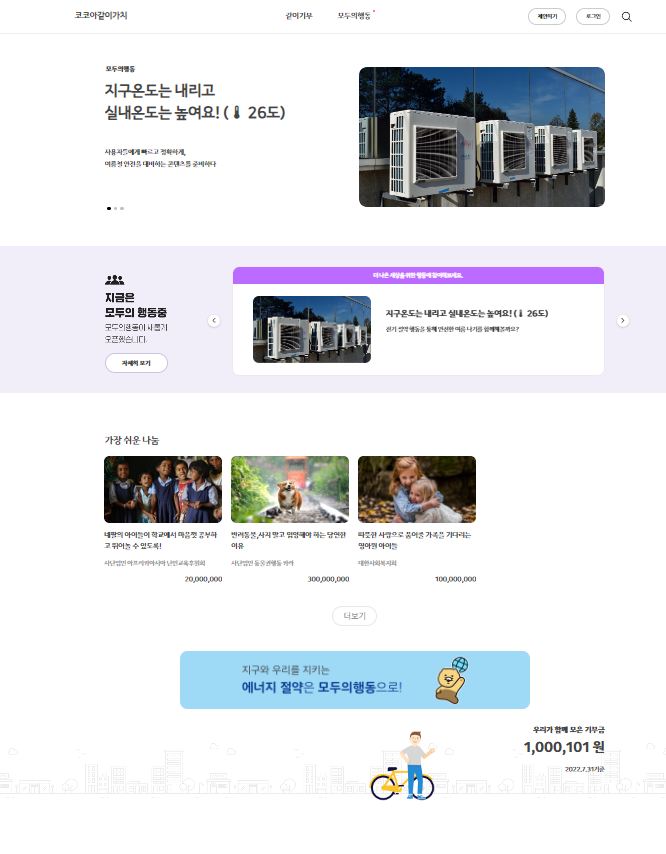 코코아같이가치
같이기부
모두의행동
제안하기
로그인
모두의행동
지구온도는 내리고
실내온도는 높여요! (🌡 26도)
사용자들에게 빠르고 정확하게,
여름철 안전을 대비하는 콘텐츠를 준비하다
더 나은 세상을 위한 행동에 참여해보세요.
지금은
모두의 행동중
모두의행동이 새롭게
오픈했습니다.
자세히 보기
지구온도는 내리고 실내온도는 높여요! (🌡 26도)
전기 절약 행동을 통해 안전한 여름 나기를 함께해볼까요?
가장 쉬운 나눔
네팔의 아이들이 학교에서 마음껏 공부하
고 뛰어놀 수 있도록!
사단법인 아프리카아시아 난민교육후원회
20,000,000
반려동물,사지 말고 입양해야 하는 당연한
이유
사단법인 동물권행동 카라
300,000,000
따뜻한 사랑으로 품어줄 가족을 기다리는
영아원 아이들
대한사회복지회
100,000,000
더보기
지구와 우리를 지키는
에너지 절약은 모두의행동으로!
우리가 함께 모은 기부금
1,000,101 원
2022.7.31기준